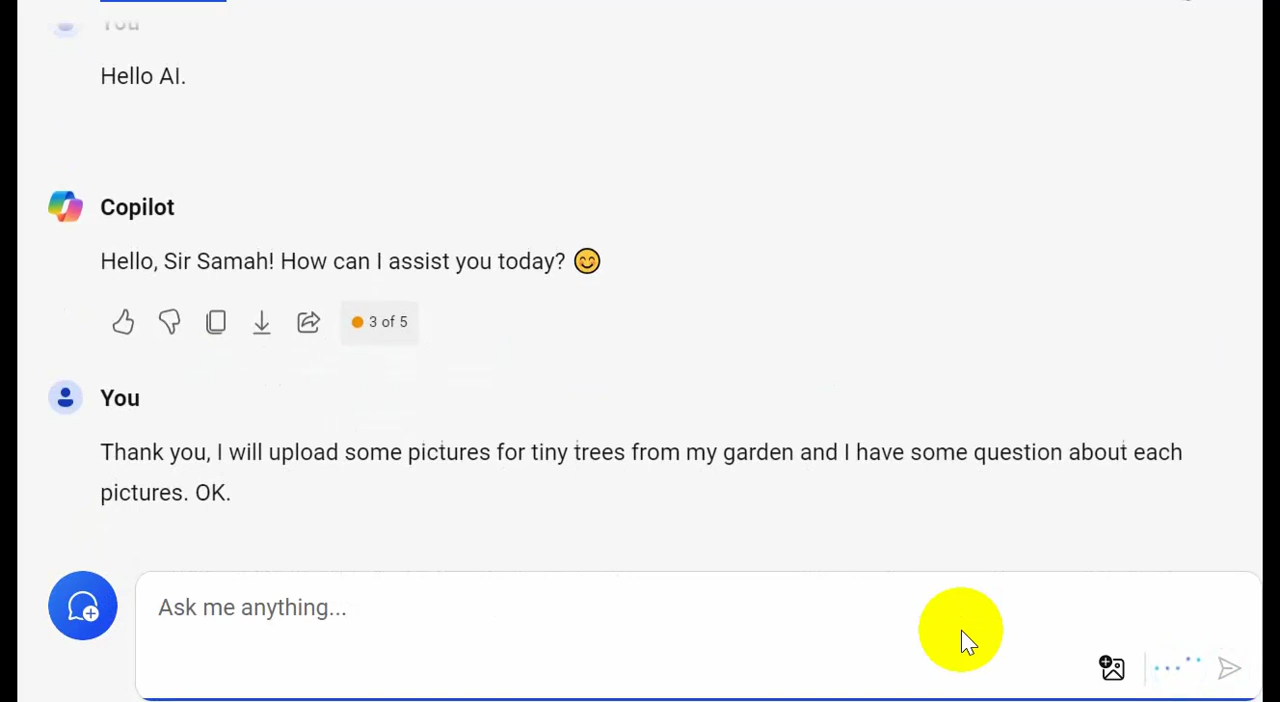 You
Hello AI.
Copilot
Hello, Sir Samah! How can I assist you today? 😊
3 of 5
You
Thank you, I will upload some pictures for tiny trees from my garden and I have some question about each
pictures. OK.
Ask me anything...